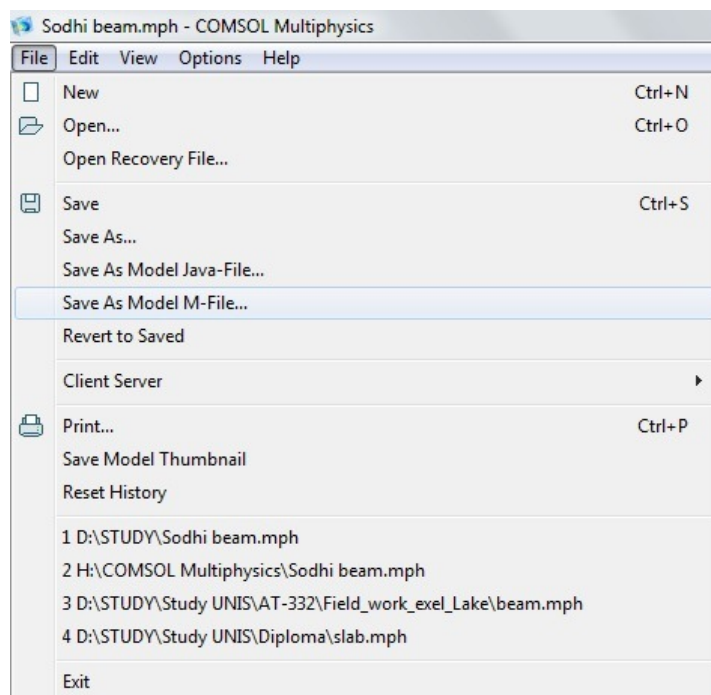 Sodhi beam.mph - COMSOL Multiphysics
File Edit View Options Help
New Ctrl+N
Open... Ctrl+O
Open Recovery File...
Save Ctrl+S
Save As...
Save As Model Java-File...
Save As Model M-File...
Revert to Saved
Client Server
Print... Ctrl+P
Save Model Thumbnail
Reset History
1 D:\STUDY\Sodhi beam.mph
2 H:\COMSOL Multiphysics\Sodhi beam.mph
3 D:\STUDY\Study UNIS\AT-332\Field_work_exel_Lake\beam.mph
4 D:\STUDY\Study UNIS\Diploma\slab.mph
Exit